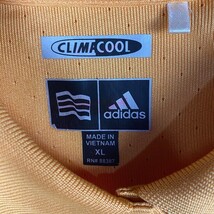 CLIMACOOL
adidas
MADE IN
VIETNAM
XL
RN# 88387